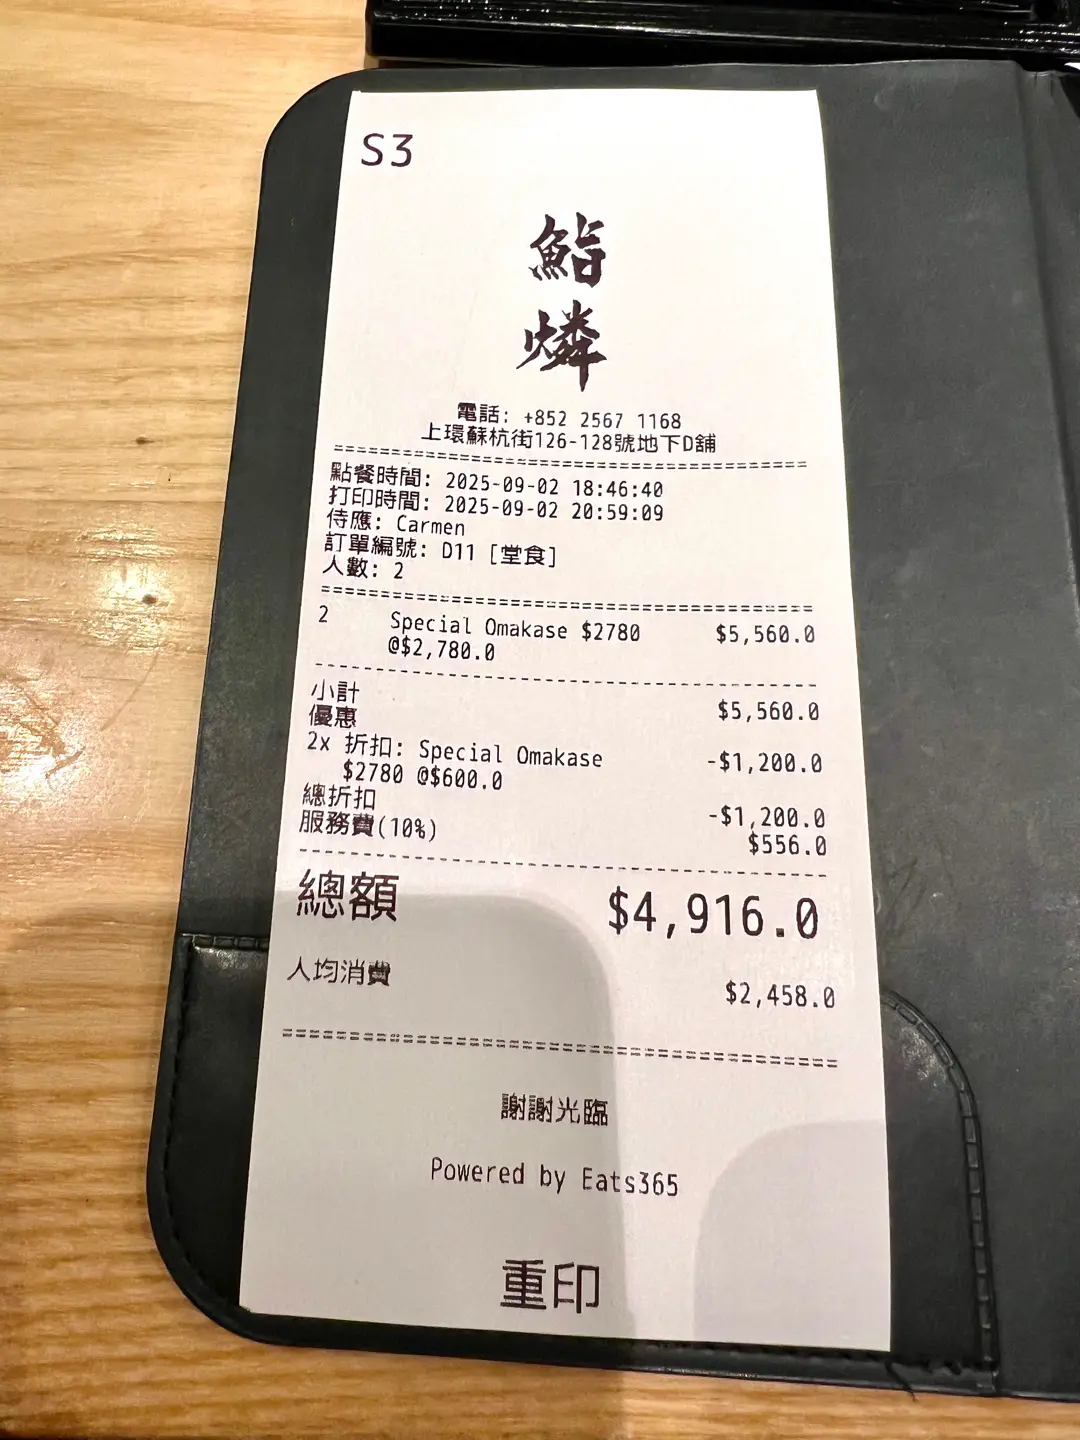 S3
鮨
燐
電話: +852 2567 1168
上環蘇杭街126-128號地下D舖
點餐時間: 2025-09-02 18:46:40
打印時間: 2025-09-02 20:59:09
侍應: Carmen
訂單編號: D11 [堂食]
人數: 2
2 Special Omakase $2780 $5,560.0
@$2,780.0
小計 $5,560.0
優惠
2x 折扣: Special Omakase -$1,200.0
$2780 @$600.0
總折扣 -$1,200.0
服務費(10%) $556.0
總額 $4,916.0
人均消費 $2,458.0
謝謝光臨
Powered by Eats365
重印